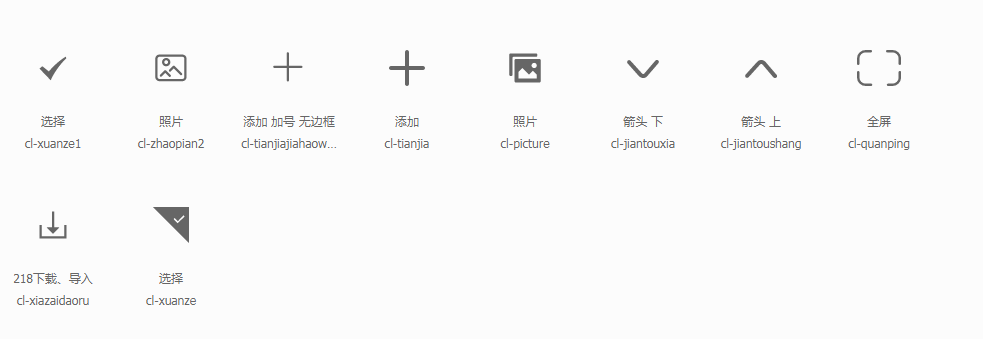 选择
cl-xuanze1
照片
cl-zhaopian2
添加 加号 无边框
cl-tianjiajiahaow...
添加
cl-tianjia
照片
cl-picture
箭头 下
cl-jiantouxia
箭头 上
cl-jiantoushang
全屏
cl-quanping
218下载、导入
cl-xiazaidaoru
选择
cl-xuanze